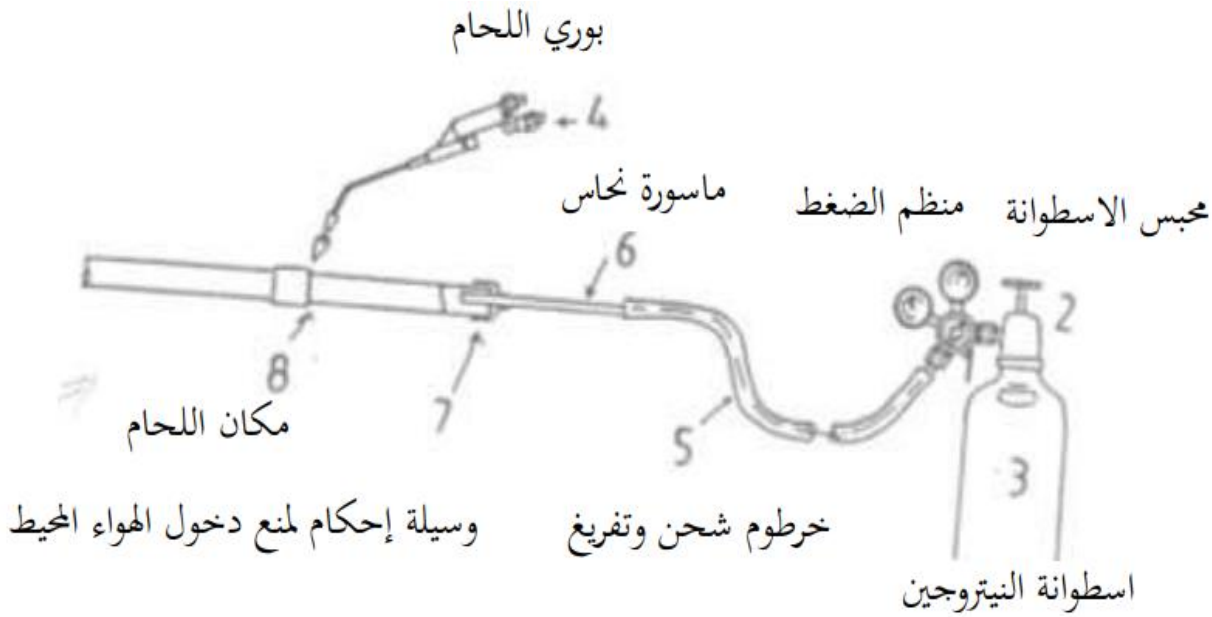 بوري اللحام
4
ماسورة نحاس
منظم الضغط
محبس الاسطوانة
6
2
8
7
5
3
مكان اللحام
وسيلة إحكام لمنع دخول الهواء المحيط
خرطوم شحن وتفريغ
اسطوانة النيتروجين